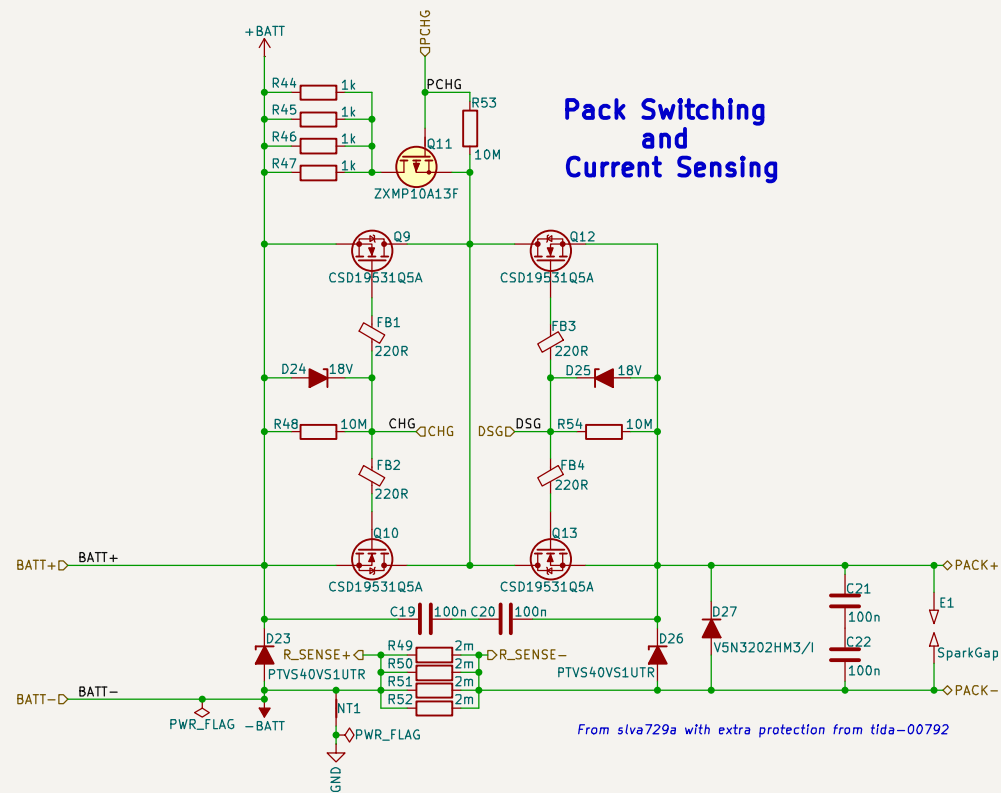 PCHG
+BATT
PCHG
R44 1k
R45 1k
R46 1k
R47 1k
R53
10M
Q11
ZXMP10A13F
Pack Switching
and
Current Sensing
Q9
CSD19531Q5A
Q12
CSD19531Q5A
FB1
220R
FB3
220R
D24 18V
D25 18V
R48 10M
CHG
CHG
DSG
DSG
R54 10M
FB2
220R
FB4
220R
Q10
CSD19531Q5A
Q13
CSD19531Q5A
BATT+
BATT+
PACK+
C19 100n
C20 100n
C21
100n
E1
D27
V5N3202HM3/I
C22
100n
SparkGap
D23
PTVS40VS1UTR
R_SENSE+
R49 2m
R50 2m
R51 2m
R52 2m
R_SENSE-
D26
PTVS40VS1UTR
BATT-
BATT-
PACK-
PWR_FLAG
-BATT
NT1
PWR_FLAG
GND
From slva729a with extra protection from tida-00792